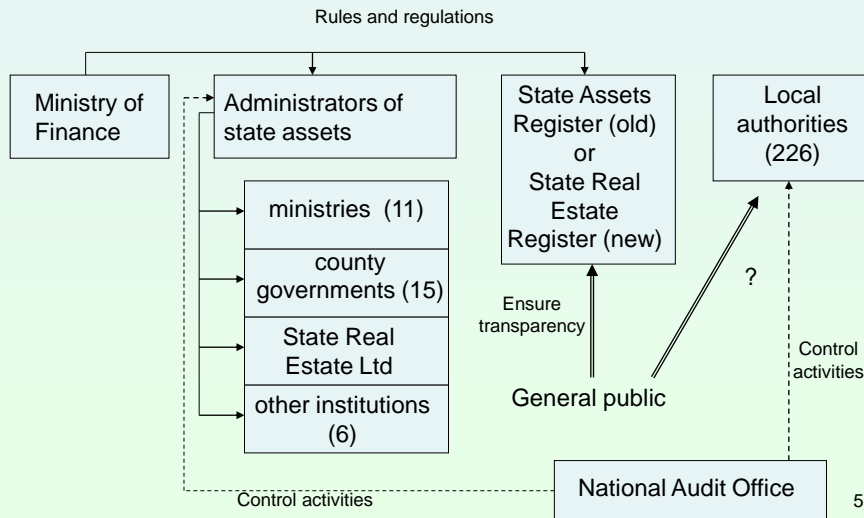 Rules and regulations
Ministry of
Finance
Administrators of
state assets
State Assets
Register (old)
or
State Real
Estate
Register (new)
Local
authorities
(226)
ministries (11)
county
governments (15)
State Real
Estate Ltd
other institutions
(6)
Ensure
transparency
?
General public
Control
activities
Control activities
National Audit Office
5